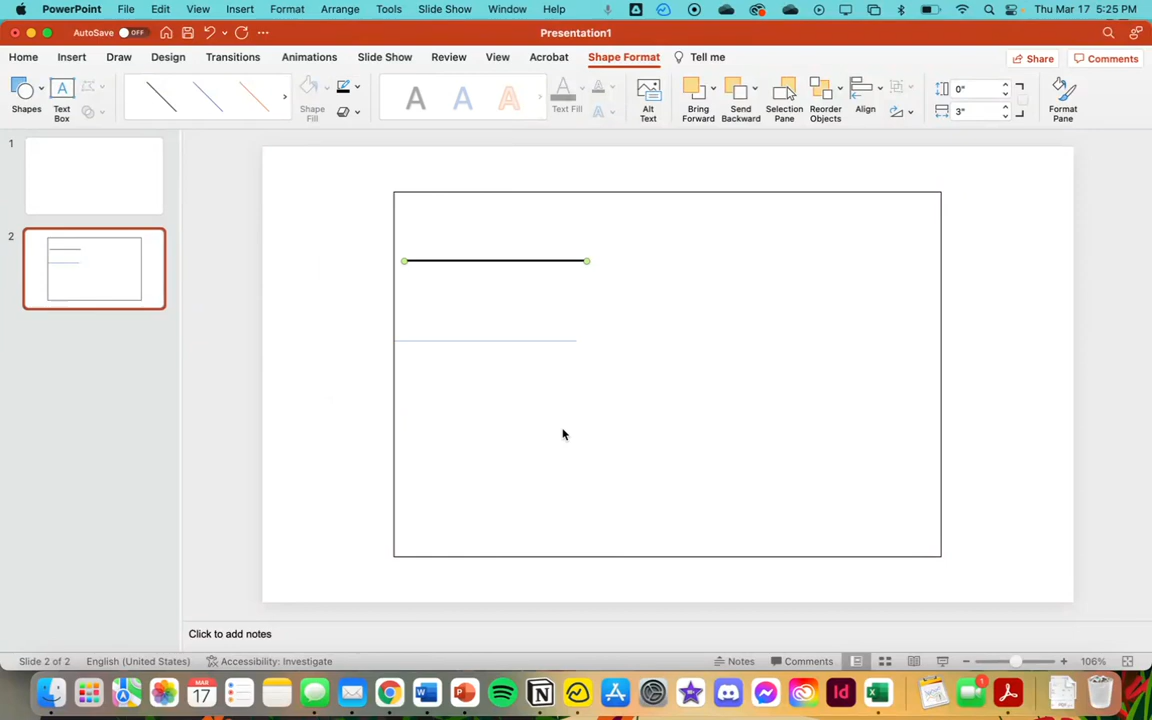 PowerPoint File Edit View Insert Format Arrange Tools Slide Show Window Help Thu Mar 17 5:25 PM
AutoSave OFF Presentation1
Home Insert Draw Design Transitions Animations Slide Show Review View Acrobat Shape Format Tell me Share Comments
Shapes Text Box Shape Fill A A A Text Fill Alt Text Bring Forward Send Backward Selection Pane Reorder Objects Align 0" 3" Format Pane
1
2
Click to add notes
Slide 2 of 2 English (United States) Accessibility: Investigate Notes Comments 106%
MAR 17 1